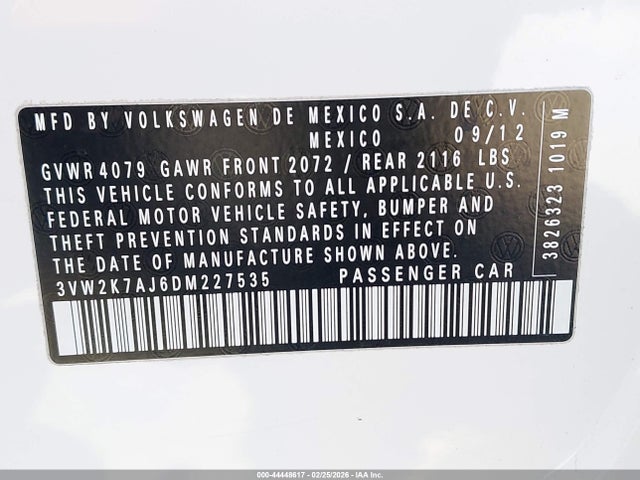 MFD BY VOLKSWAGEN DE MEXICO S.A. DE C.V.
MEXICO 09/12
GVWR 4079 GAWR FRONT 2072 / REAR 2116 LBS
THIS VEHICLE CONFORMS TO ALL APPLICABLE U.S.
FEDERAL MOTOR VEHICLE SAFETY, BUMPER AND
THEFT PREVENTION STANDARDS IN EFFECT ON
THE DATE OF MANUFACTURE SHOWN ABOVE.
3VW2K7AJ6DM227535 PASSENGER CAR
3826323 1019 M
000-44448617 - 02/25/2026 - IAA Inc.